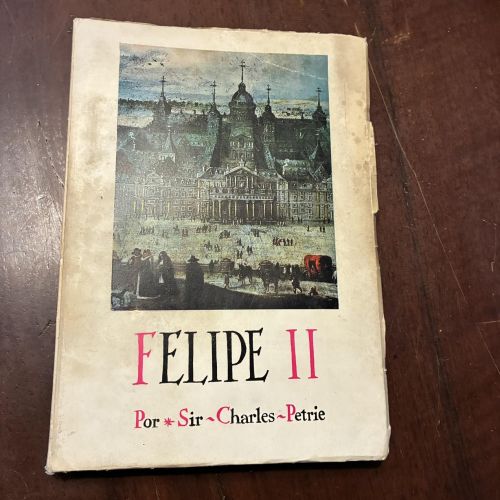 FELIPE II
Por * Sir ~ Charles ~ Petrie